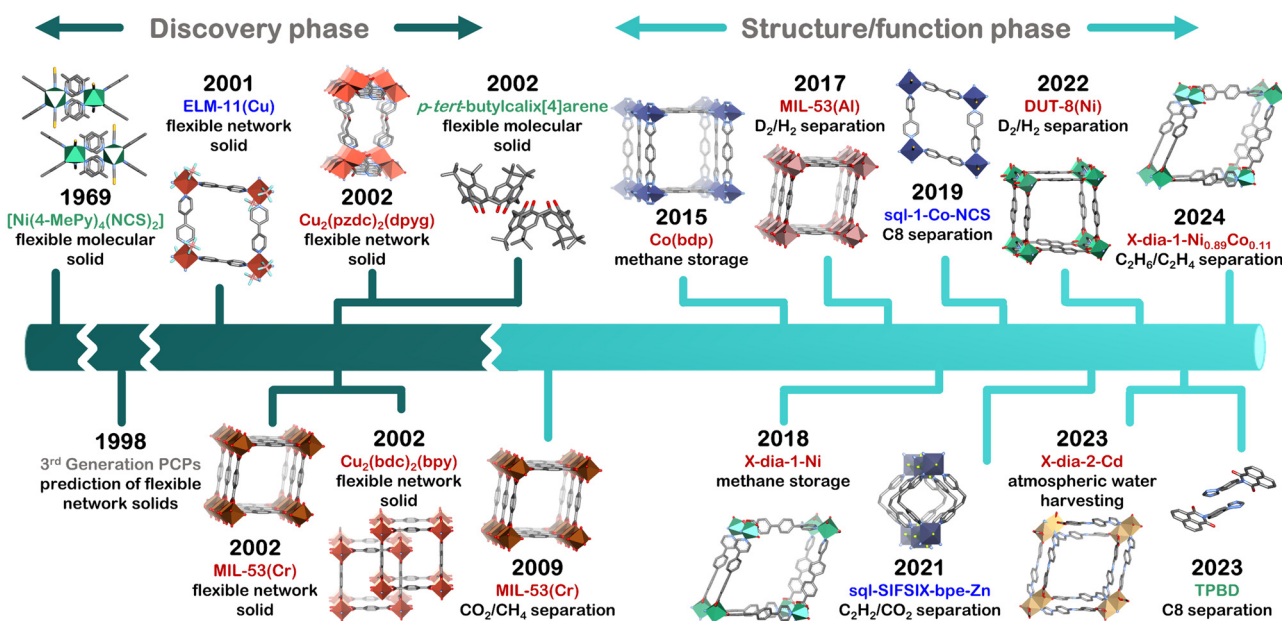 Discovery phase
Structure/function phase
1969
[Ni(4-MePy)₄(NCS)₂]
flexible molecular
solid
2001
ELM-11(Cu)
flexible network
solid
2002
Cu₂(pzdc)₂(dpyg)
flexible network
solid
2002
p-tert-butylcalix[4]arene
flexible molecular
solid
2015
Co(bdp)
methane storage
2017
MIL-53(Al)
D₂/H₂ separation
2019
sql-1-Co-NCS
C8 separation
2022
DUT-8(Ni)
D₂/H₂ separation
2024
X-dia-1-Ni₀.₈₉Co₀.₁₁
C₂H₆/C₂H₄ separation
1998
3ʳᵈ Generation PCPs
prediction of flexible
network solids
2002
MIL-53(Cr)
flexible network
solid
2002
Cu₂(bdc)₂(bpy)
flexible network
solid
2009
MIL-53(Cr)
CO₂/CH₄ separation
2018
X-dia-1-Ni
methane storage
2021
sql-SIFSIX-bpe-Zn
C₂H₂/CO₂ separation
2023
X-dia-2-Cd
atmospheric water
harvesting
2023
TPBD
C8 separation